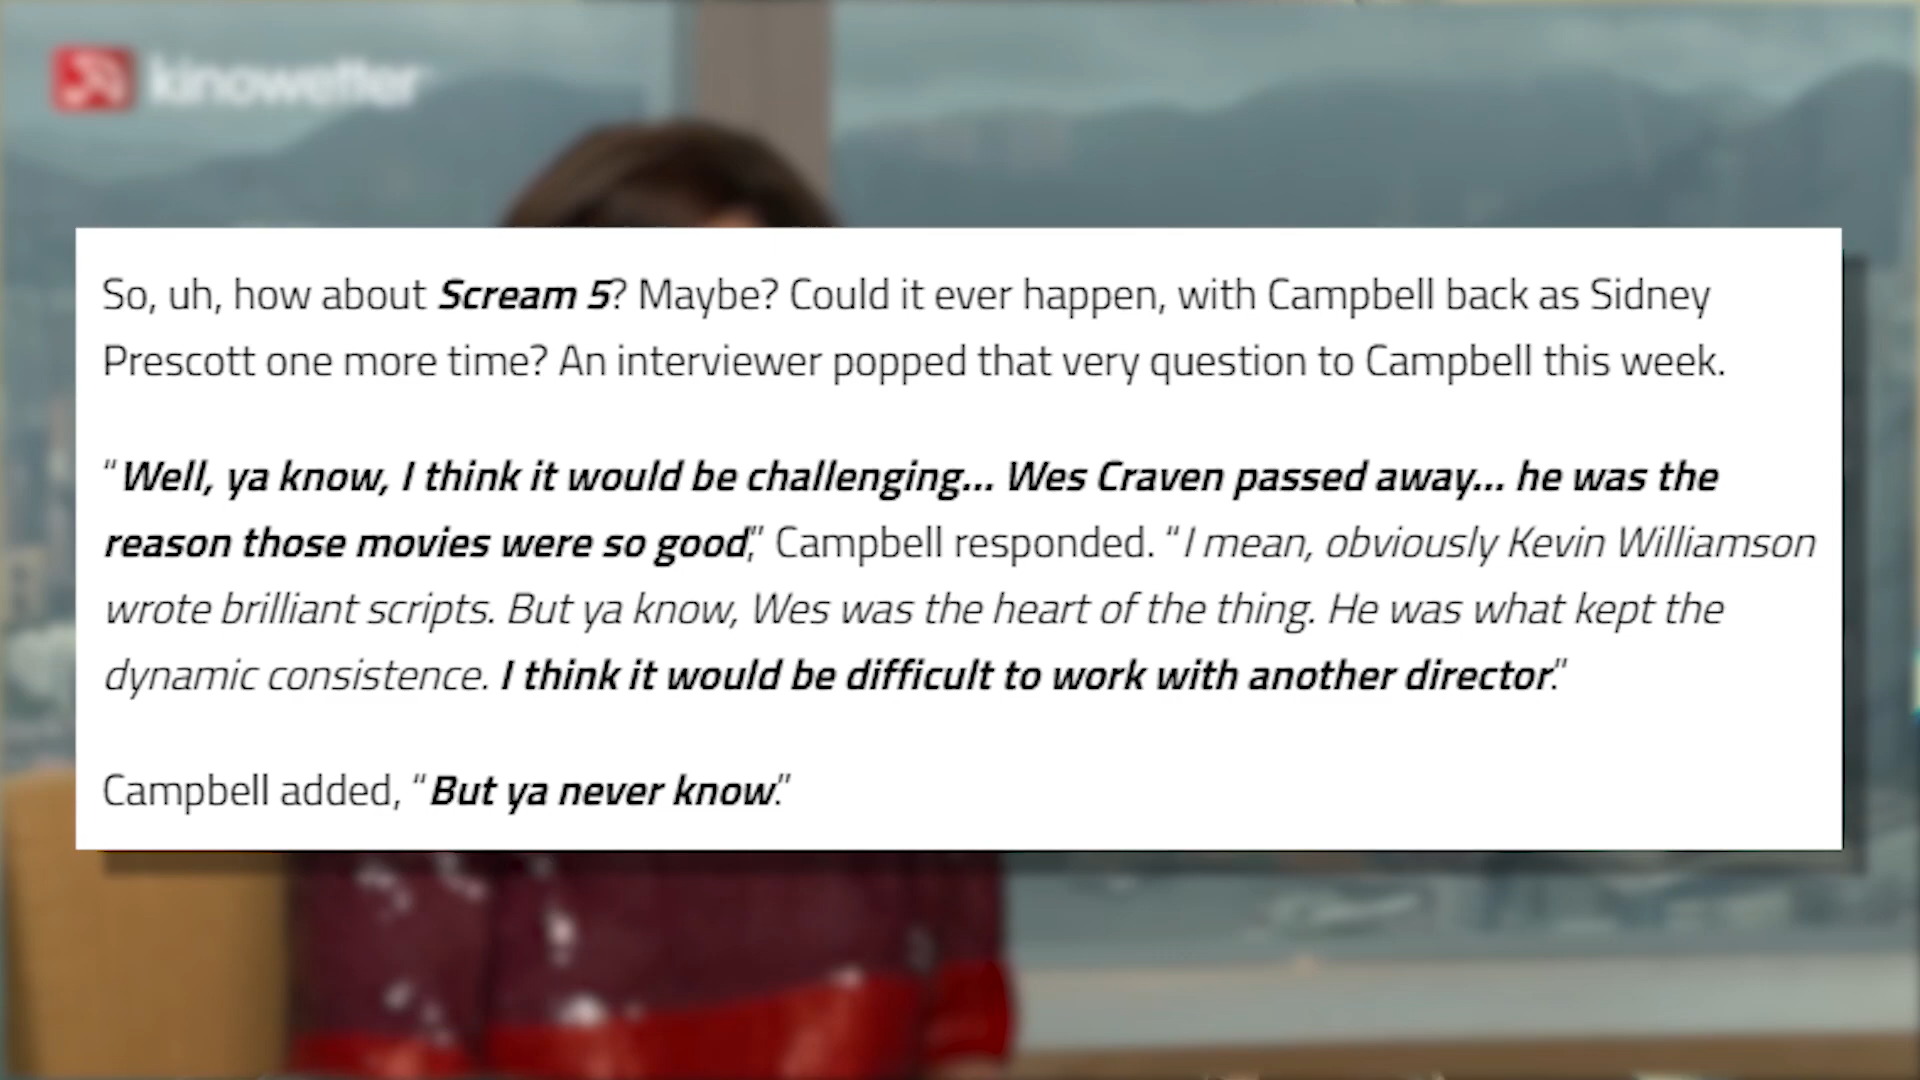 kinowetter
So, uh, how about Scream 5? Maybe? Could it ever happen, with Campbell back as Sidney
Prescott one more time? An interviewer popped that very question to Campbell this week.
“Well, ya know, I think it would be challenging… Wes Craven passed away… he was the
reason those movies were so good,” Campbell responded. “I mean, obviously Kevin Williamson
wrote brilliant scripts. But ya know, Wes was the heart of the thing. He was what kept the
dynamic consistence. I think it would be difficult to work with another director.”
Campbell added, “But ya never know.”